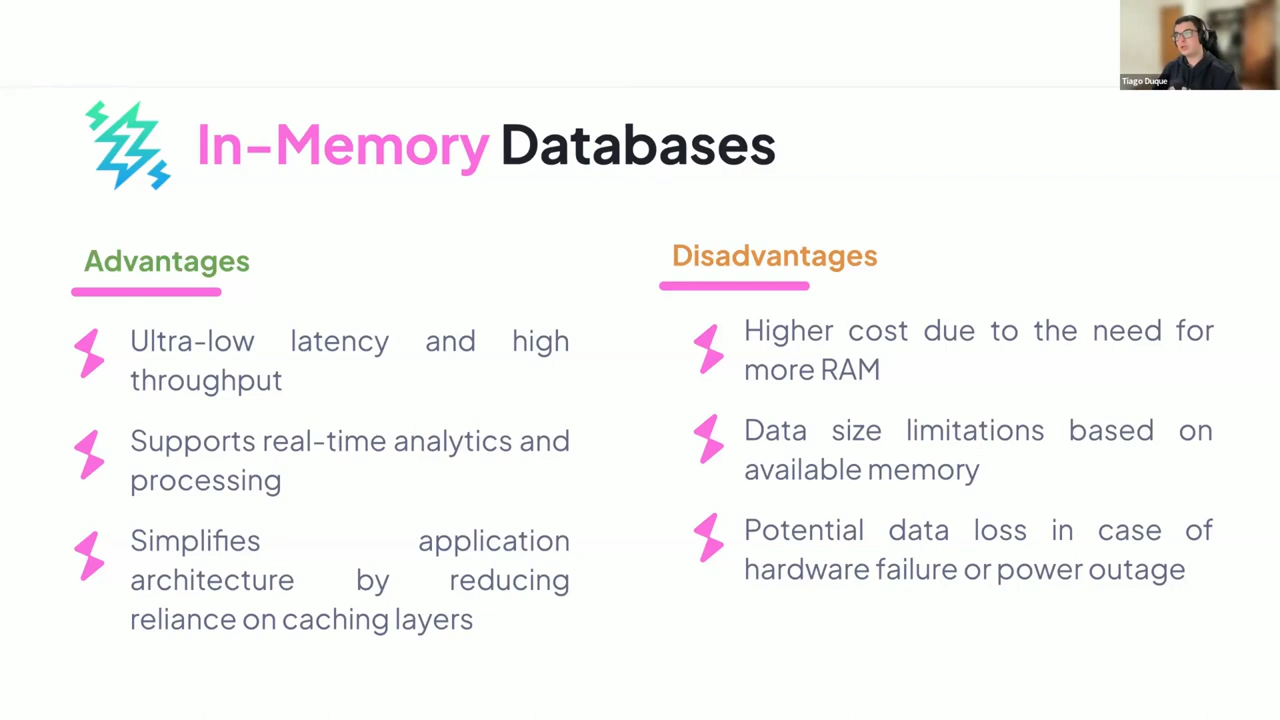 Tiago Duque
In-Memory Databases
Advantages
Ultra-low latency and high
throughput
Supports real-time analytics and
processing
Simplifies application
architecture by reducing
reliance on caching layers
Disadvantages
Higher cost due to the need for
more RAM
Data size limitations based on
available memory
Potential data loss in case of
hardware failure or power outage